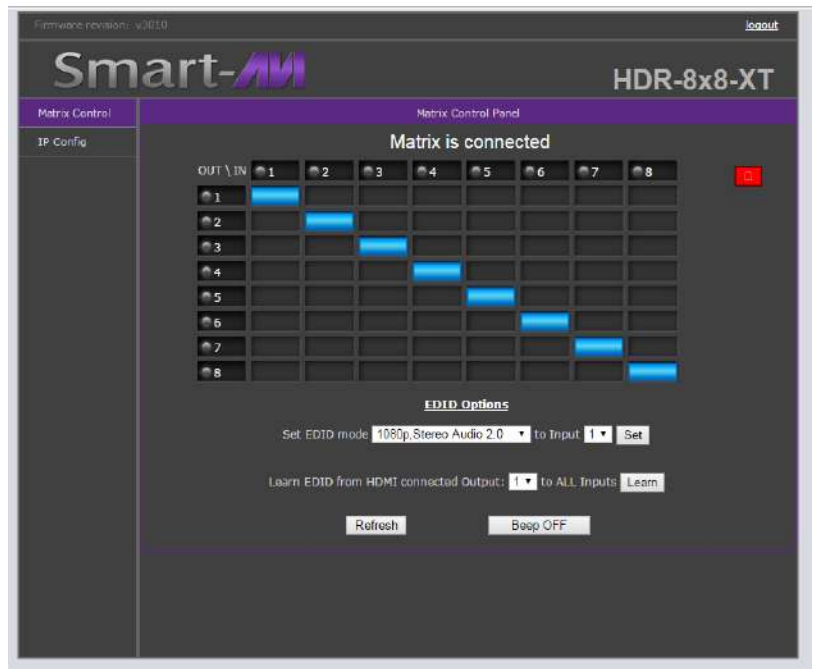 Firmware revision: v2010
logout
Smart-AVI
HDR-8x8-XT
Matrix Control
Matrix Control Panel
IP Config
Matrix is connected
OUT \ IN 1 2 3 4 5 6 7 8
1
2
3
4
5
6
7
8
EDID Options
Set EDID mode 1080p,Stereo Audio 2.0 to Input 1 Set
Learn EDID from HDMI connected Output: 1 to ALL Inputs Learn
Refresh Beep OFF